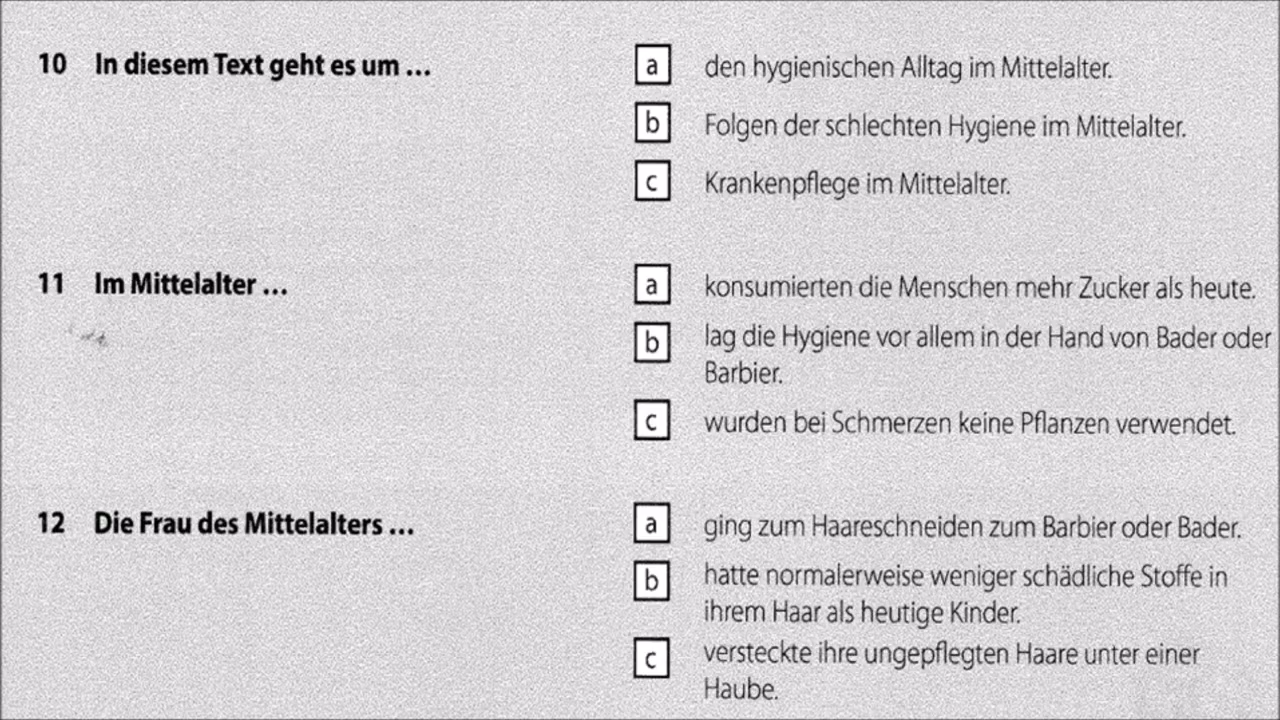 10 In diesem Text geht es um ...
a den hygienischen Alltag im Mittelalter.
b Folgen der schlechten Hygiene im Mittelalter.
c Krankenpflege im Mittelalter.
11 Im Mittelalter ...
a konsumierten die Menschen mehr Zucker als heute.
b lag die Hygiene vor allem in der Hand von Bader oder
Barbier.
c wurden bei Schmerzen keine Pflanzen verwendet.
12 Die Frau des Mittelalters ...
a ging zum Haareschneiden zum Barbier oder Bader.
b hatte normalerweise weniger schädliche Stoffe in
ihrem Haar als heutige Kinder.
c versteckte ihre ungepflegten Haare unter einer
Haube.